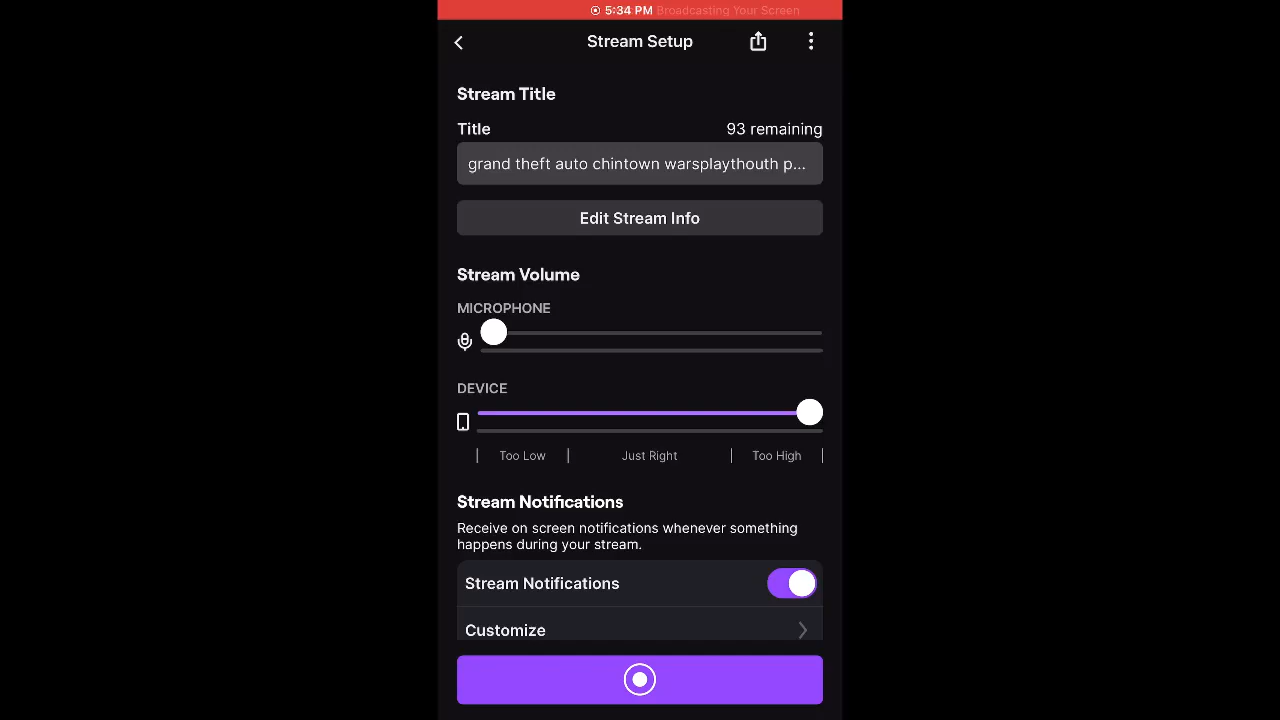 5:34 PM Broadcasting Your Screen
Stream Setup
Stream Title
Title 93 remaining
grand theft auto chintown warsplaythouth p...
Edit Stream Info
Stream Volume
MICROPHONE
DEVICE
Too Low Just Right Too High
Stream Notifications
Receive on screen notifications whenever something
happens during your stream.
Stream Notifications
Customize